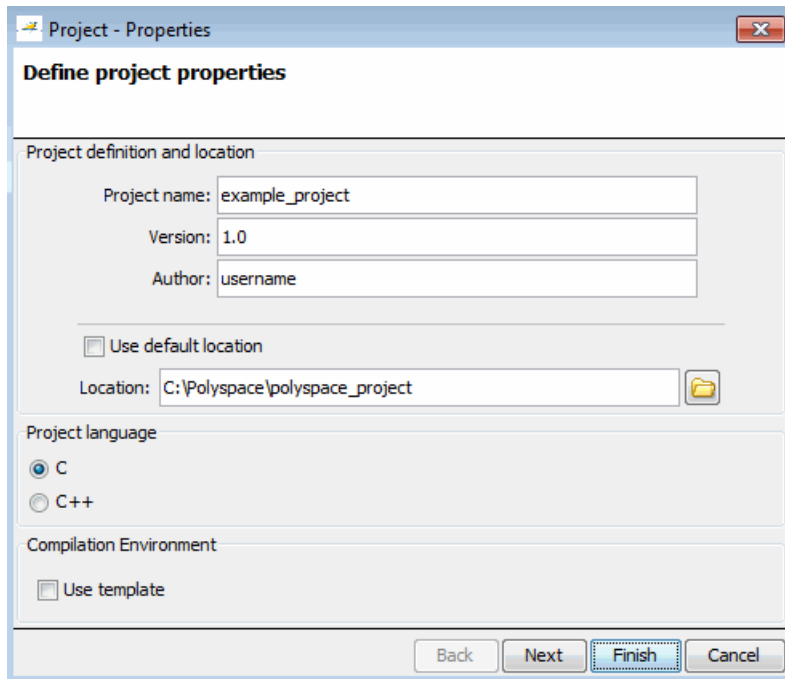 Project - Properties
Define project properties
Project definition and location
Project name: example_project
Version: 1.0
Author: username
Use default location
Location: C:\Polyspace\polyspace_project
Project language
C
C++
Compilation Environment
Use template
Back Next Finish Cancel